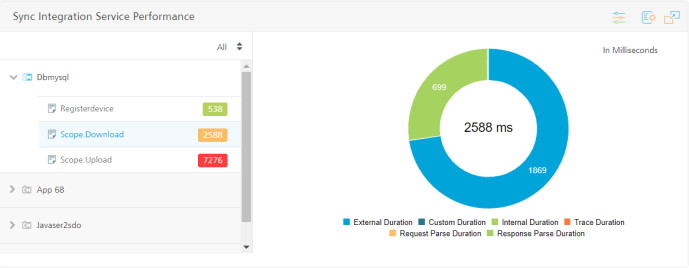 Sync Integration Service Performance
All
Dbmysql
Registerdevice 538
Scope.Download 2588
Scope.Upload 7276
App 68
Javaser2sdo
In Milliseconds
699
2588 ms
1869
External Duration Custom Duration Internal Duration Trace Duration
Request Parse Duration Response Parse Duration